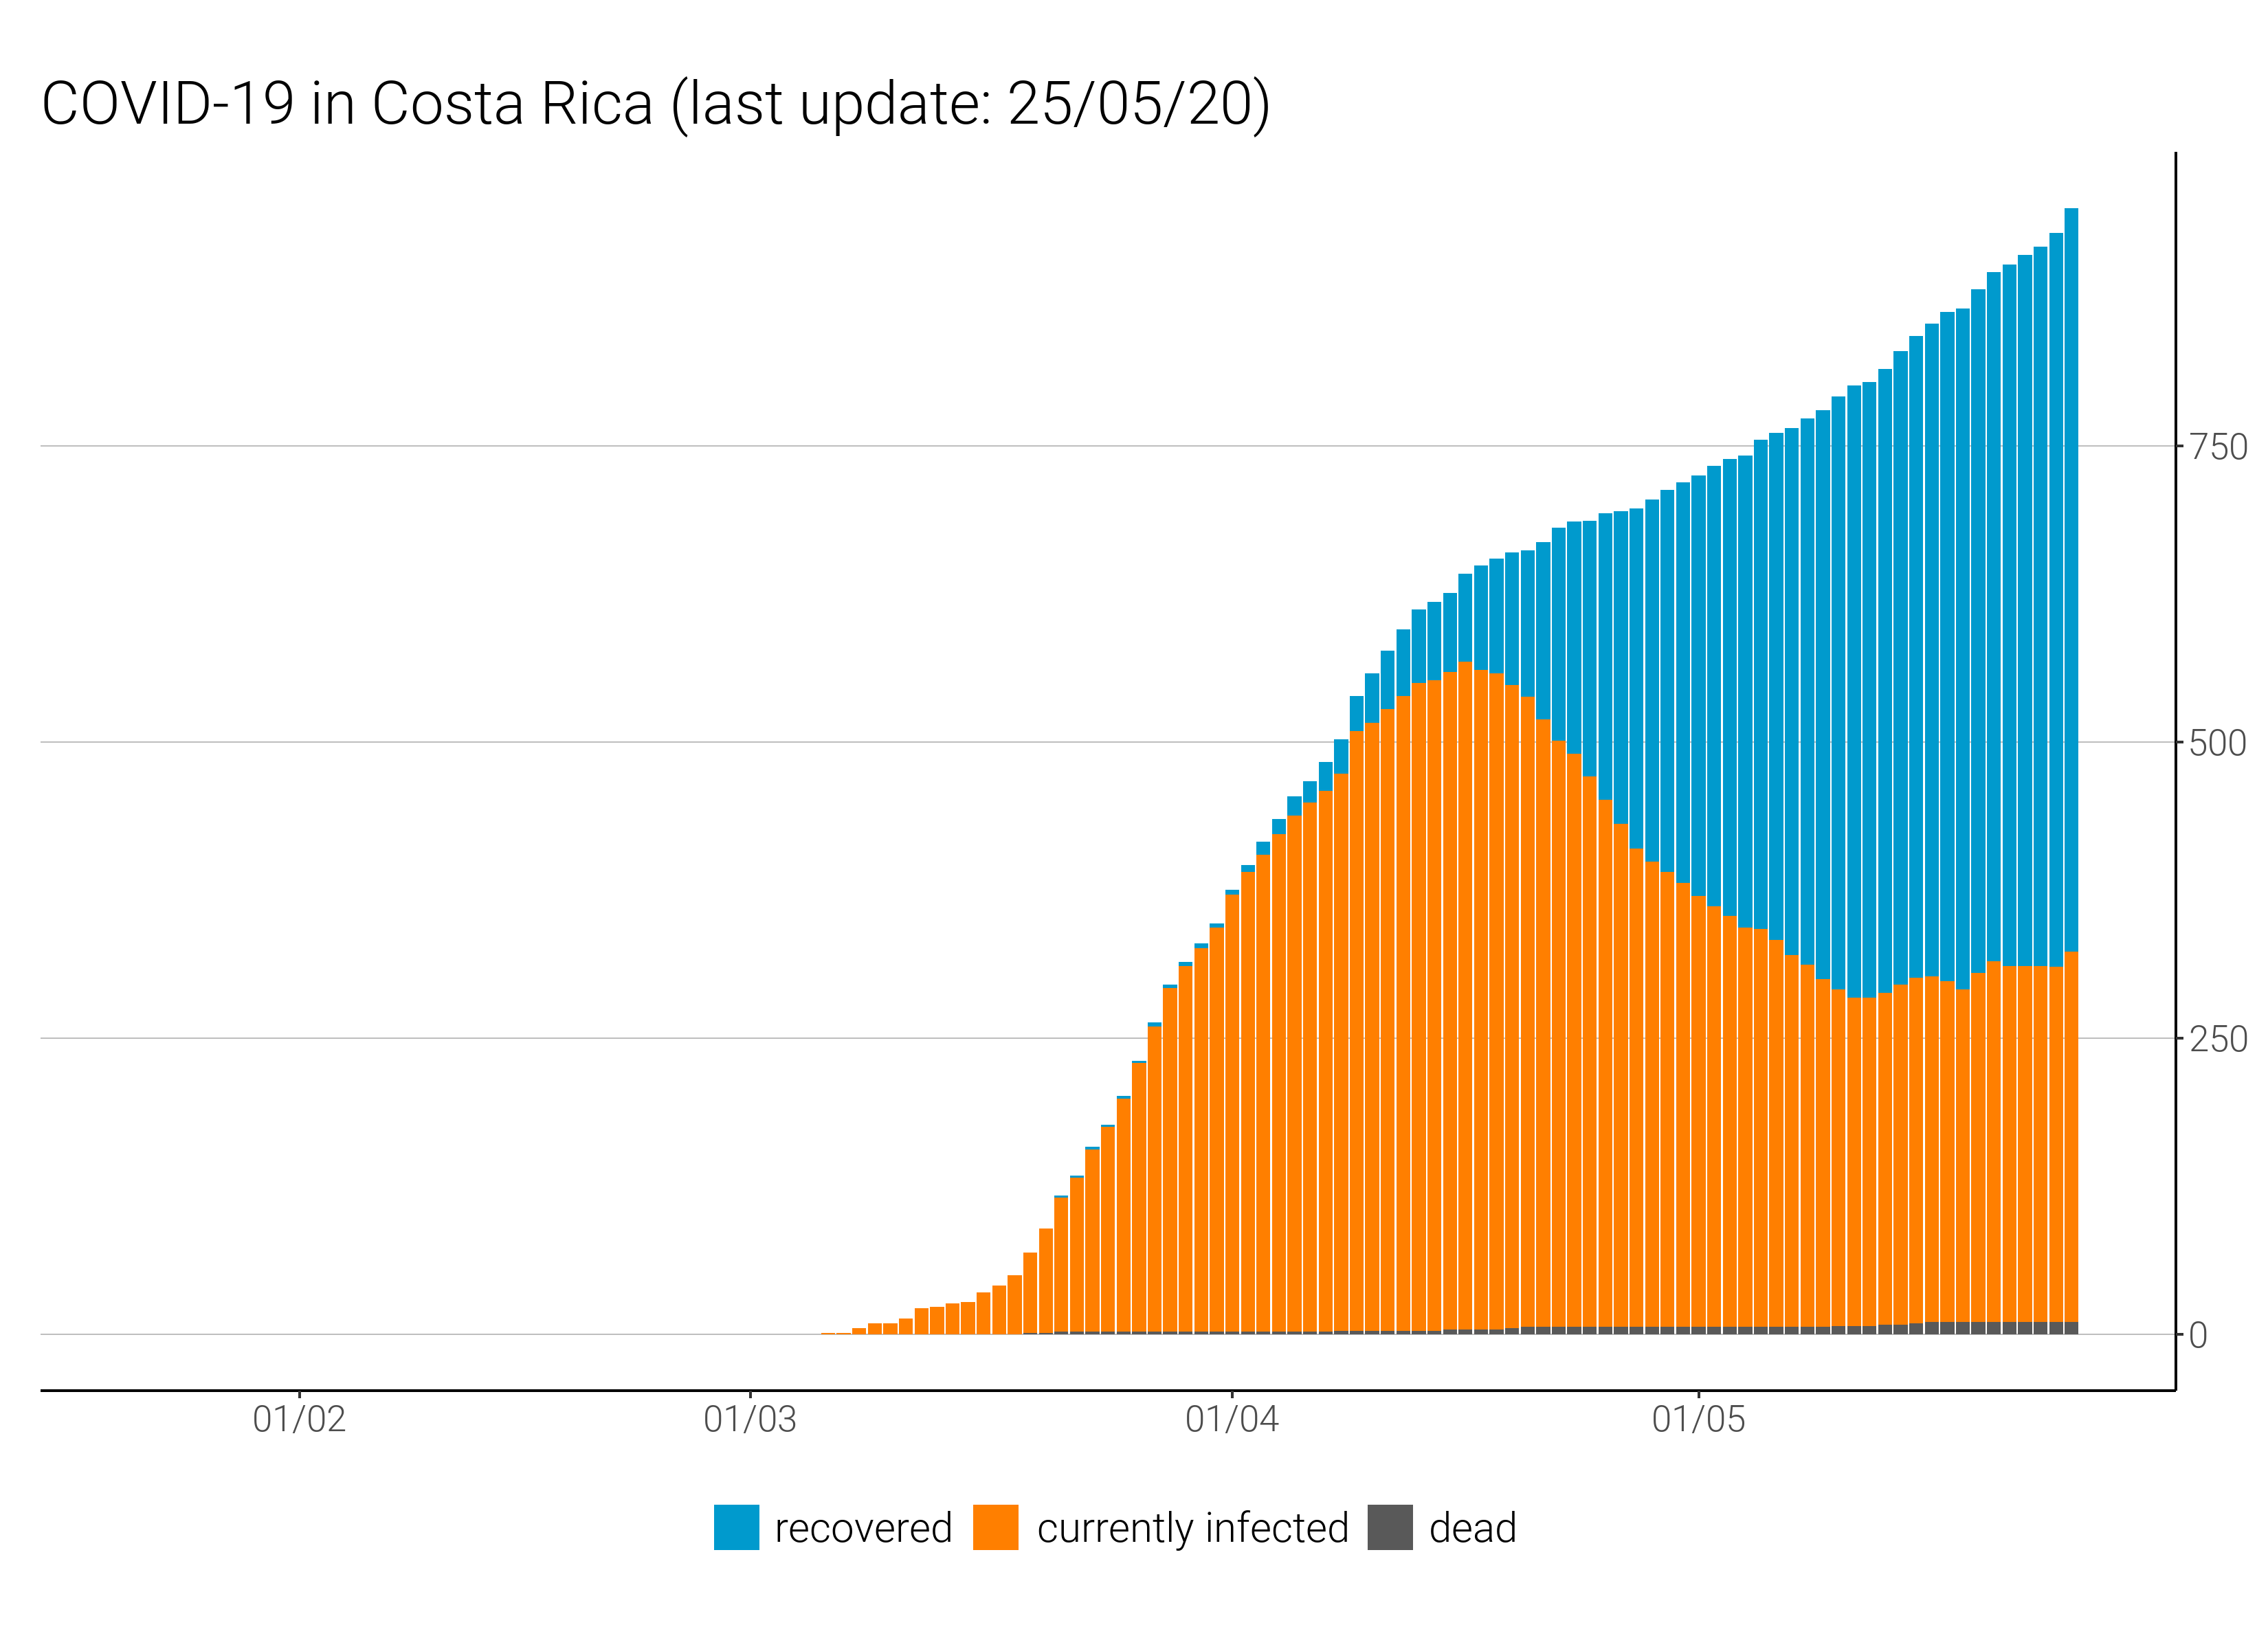 COVID-19 in Costa Rica (last update: 25/05/20)
750
500
250
0
01/02 01/03 01/04 01/05
recovered currently infected dead